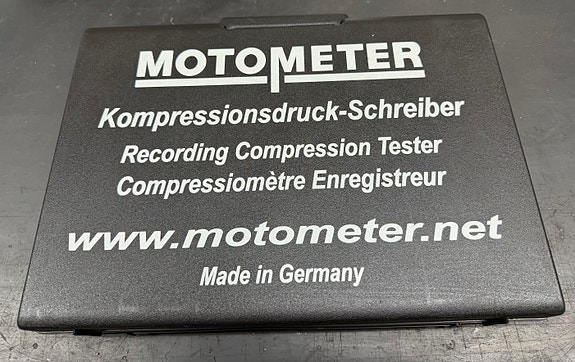 MOTOMETER
Kompressionsdruck-Schreiber
Recording Compression Tester
Compressiomètre Enregistreur
www.motometer.net
Made in Germany